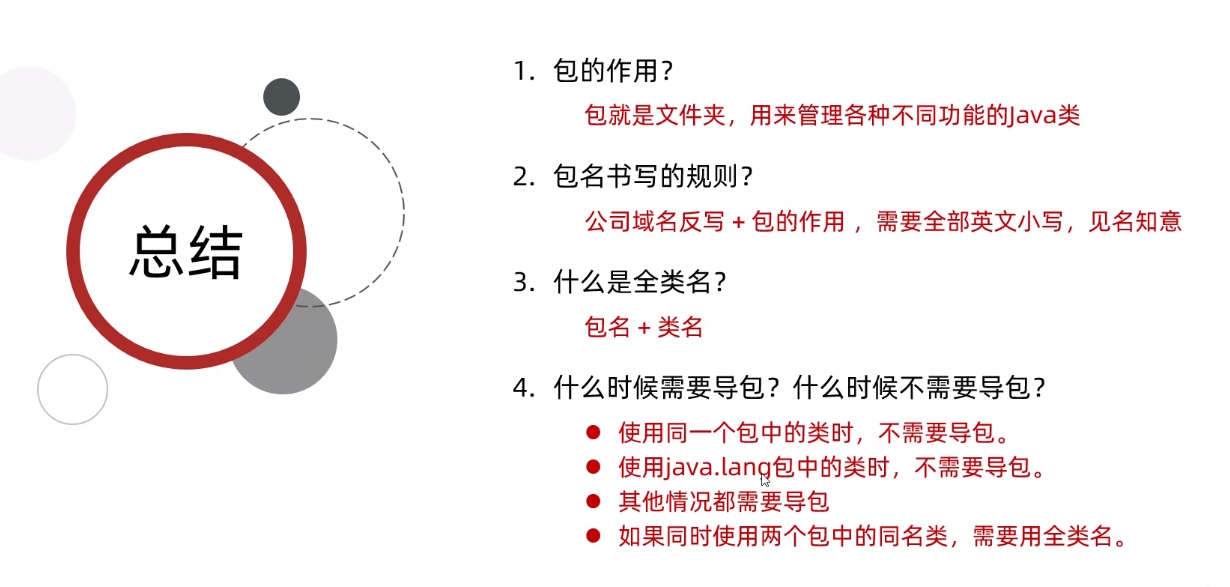 总结
1. 包的作用？
包就是文件夹，用来管理各种不同功能的Java类
2. 包名书写的规则？
公司域名反写 + 包的作用 ，需要全部英文小写，见名知意
3. 什么是全类名？
包名 + 类名
4. 什么时候需要导包？什么时候不需要导包？
● 使用同一个包中的类时，不需要导包。
● 使用java.lang包中的类时，不需要导包。
● 其他情况都需要导包
● 如果同时使用两个包中的同名类，需要用全类名。